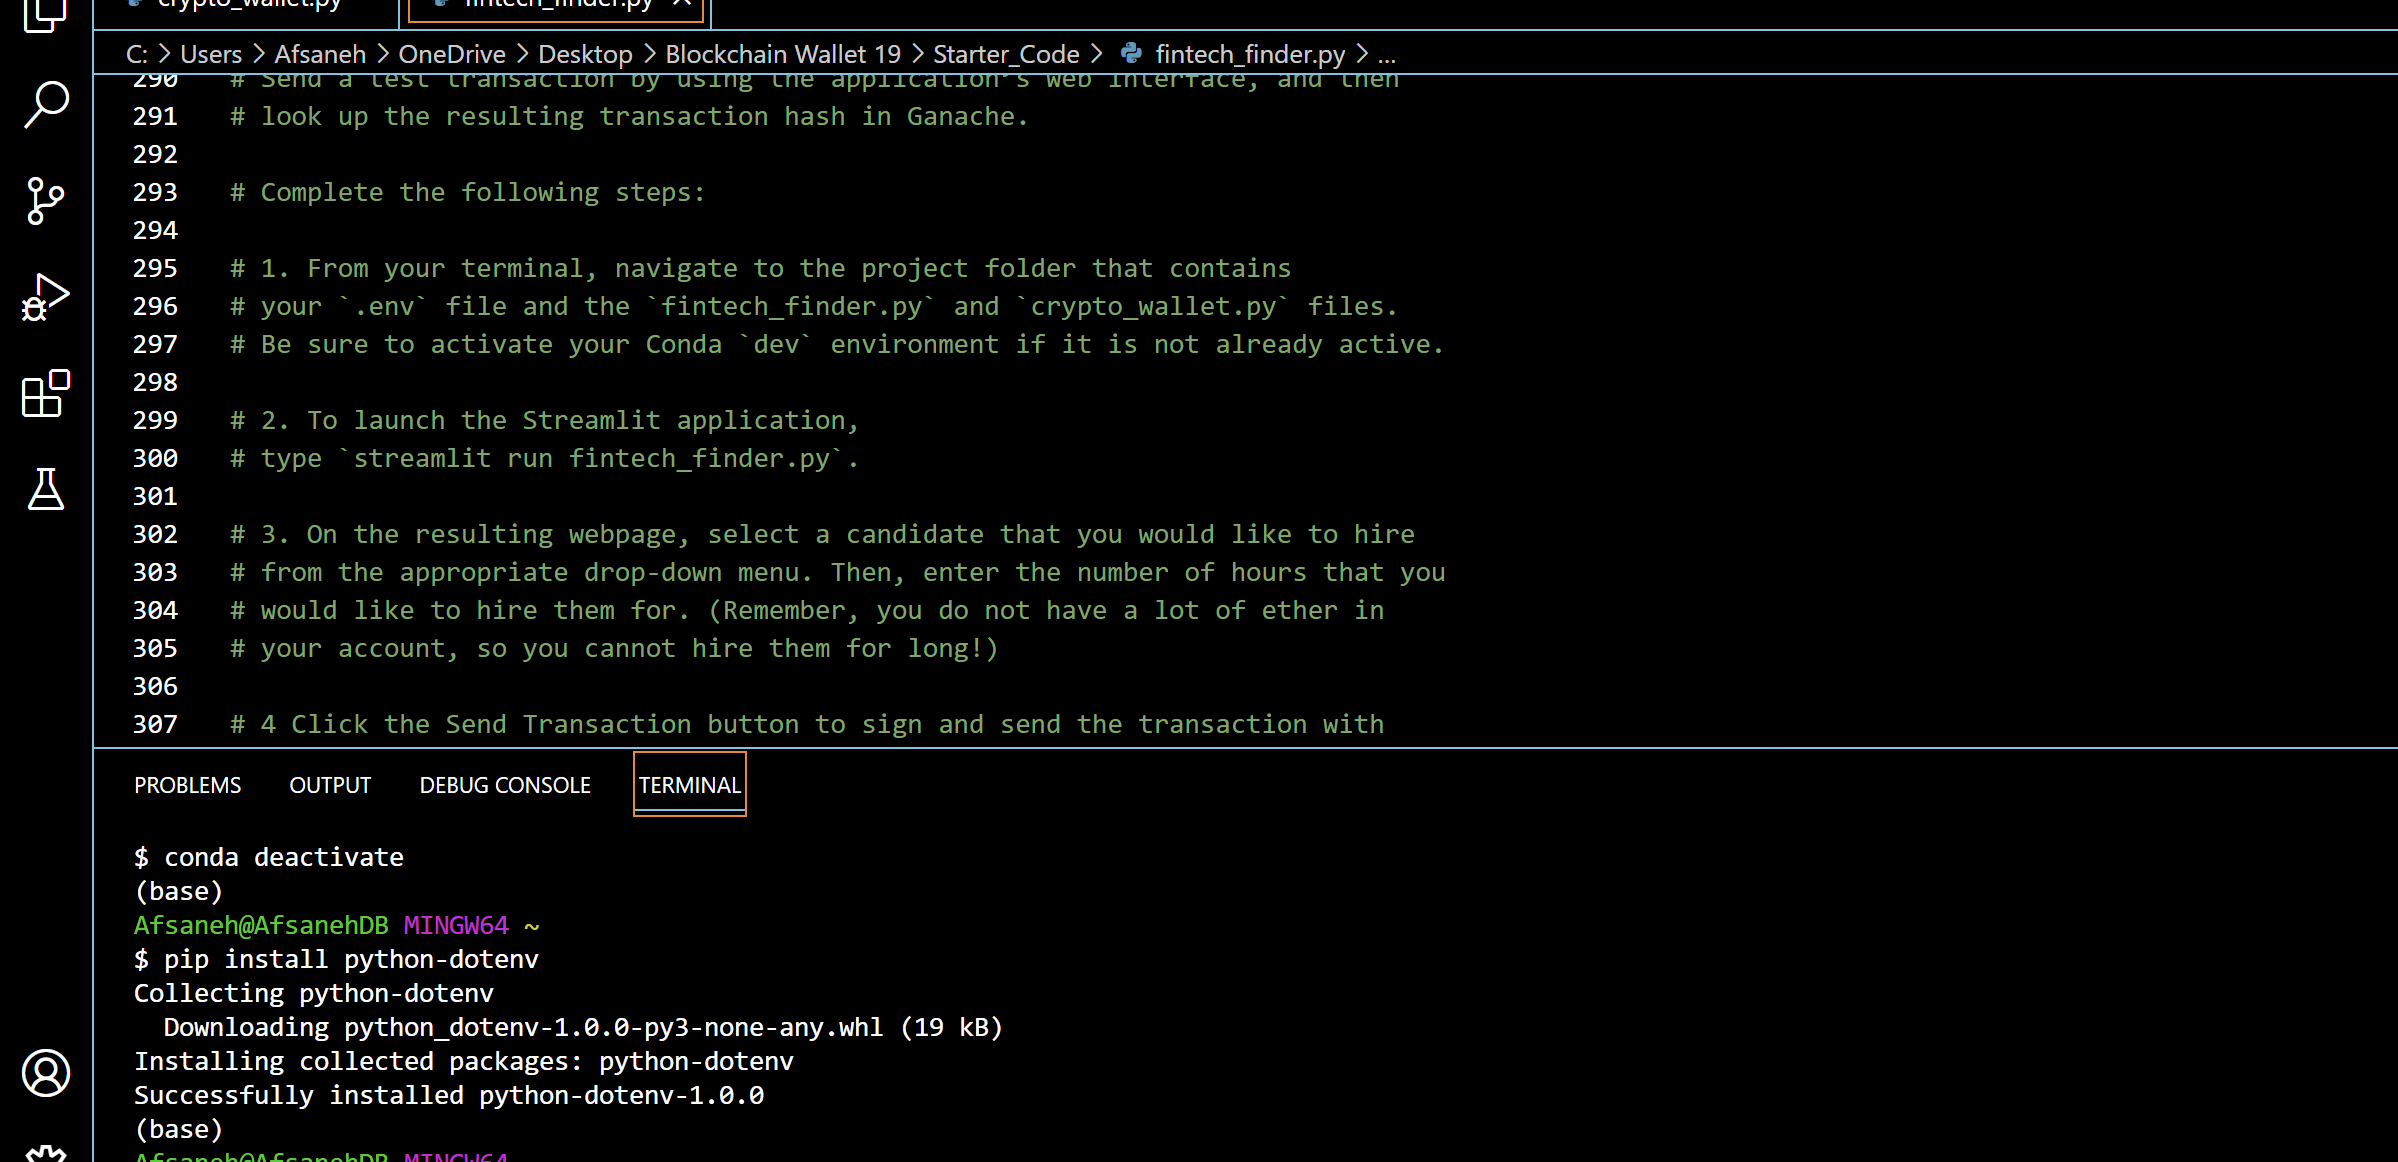 crypto_wallet.py fintech_finder.py
C: > Users > Afsaneh > OneDrive > Desktop > Blockchain Wallet 19 > Starter_Code > fintech_finder.py > ...
290 # Send a test transaction by using the application's web interface, and then
291 # look up the resulting transaction hash in Ganache.
292
293 # Complete the following steps:
294
295 # 1. From your terminal, navigate to the project folder that contains
296 # your `.env` file and the `fintech_finder.py` and `crypto_wallet.py` files.
297 # Be sure to activate your Conda `dev` environment if it is not already active.
298
299 # 2. To launch the Streamlit application,
300 # type `streamlit run fintech_finder.py`.
301
302 # 3. On the resulting webpage, select a candidate that you would like to hire
303 # from the appropriate drop-down menu. Then, enter the number of hours that you
304 # would like to hire them for. (Remember, you do not have a lot of ether in
305 # your account, so you cannot hire them for long!)
306
307 # 4 Click the Send Transaction button to sign and send the transaction with
PROBLEMS OUTPUT DEBUG CONSOLE TERMINAL
$ conda deactivate
(base)
Afsaneh@AfsanehDB MINGW64 ~
$ pip install python-dotenv
Collecting python-dotenv
  Downloading python_dotenv-1.0.0-py3-none-any.whl (19 kB)
Installing collected packages: python-dotenv
Successfully installed python-dotenv-1.0.0
(base)
Afsaneh@AfsanehDB MINGW64